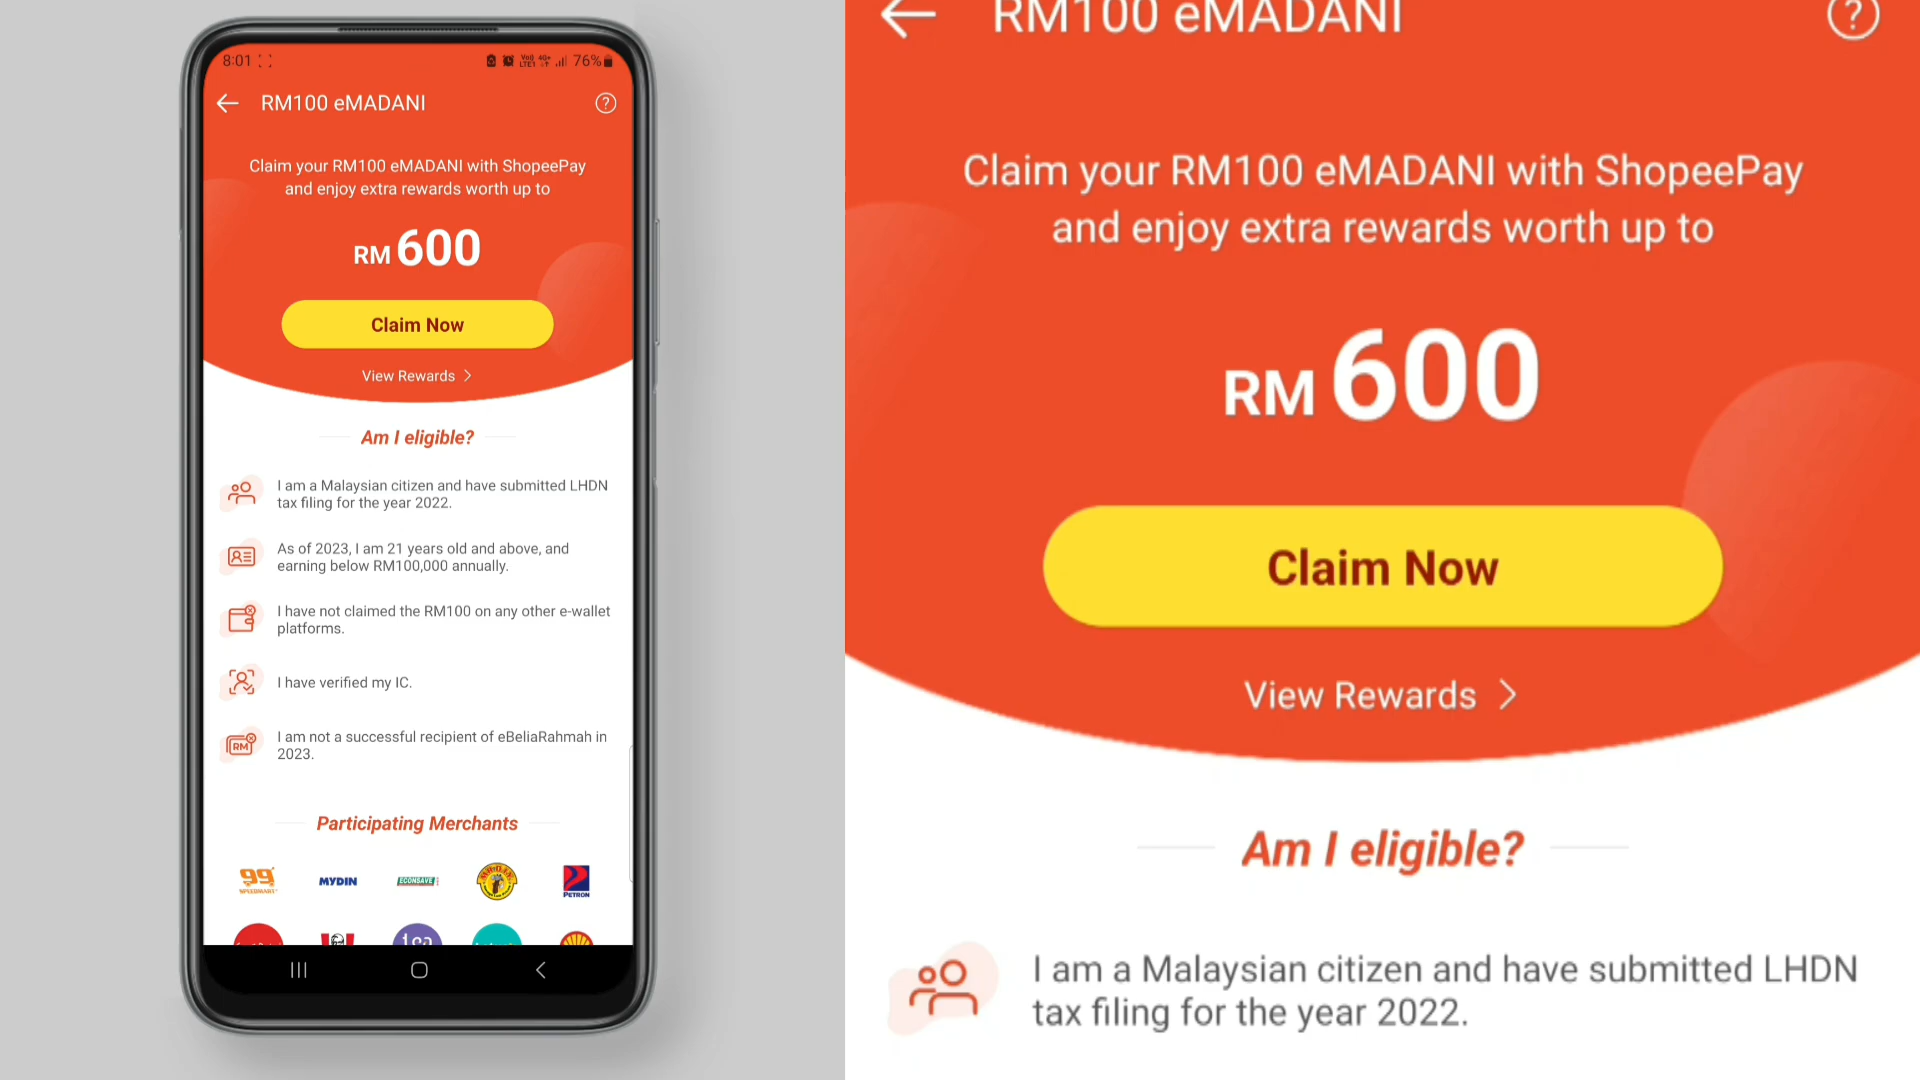 8:01
VoD 4G+
LTE1 76%
RM100 eMADANI
?
Claim your RM100 eMADANI with ShopeePay
and enjoy extra rewards worth up to
RM 600
Claim Now
View Rewards
Am I eligible?
I am a Malaysian citizen and have submitted LHDN
tax filing for the year 2022.
As of 2023, I am 21 years old and above, and
earning below RM100,000 annually.
I have not claimed the RM100 on any other e-wallet
platforms.
I have verified my IC.
RM
I am not a successful recipient of eBeliaRahmah in
2023.
Participating Merchants
99
SPEEDMART
MYDIN
ECONSAVE
PETRON
RM100 eMADANI
?
Claim your RM100 eMADANI with ShopeePay
and enjoy extra rewards worth up to
RM 600
Claim Now
View Rewards
Am I eligible?
I am a Malaysian citizen and have submitted LHDN
tax filing for the year 2022.